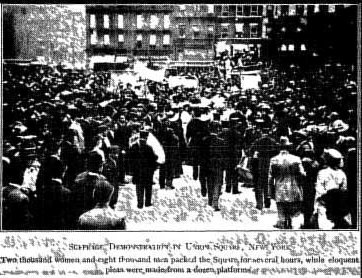 SUFFRAGE DEMONSTRATION IN UNION SQUARE, NEW YORK
Two thousand women and eight thousand men packed the Square for several hours, while eloquent
pleas were made from a dozen platforms